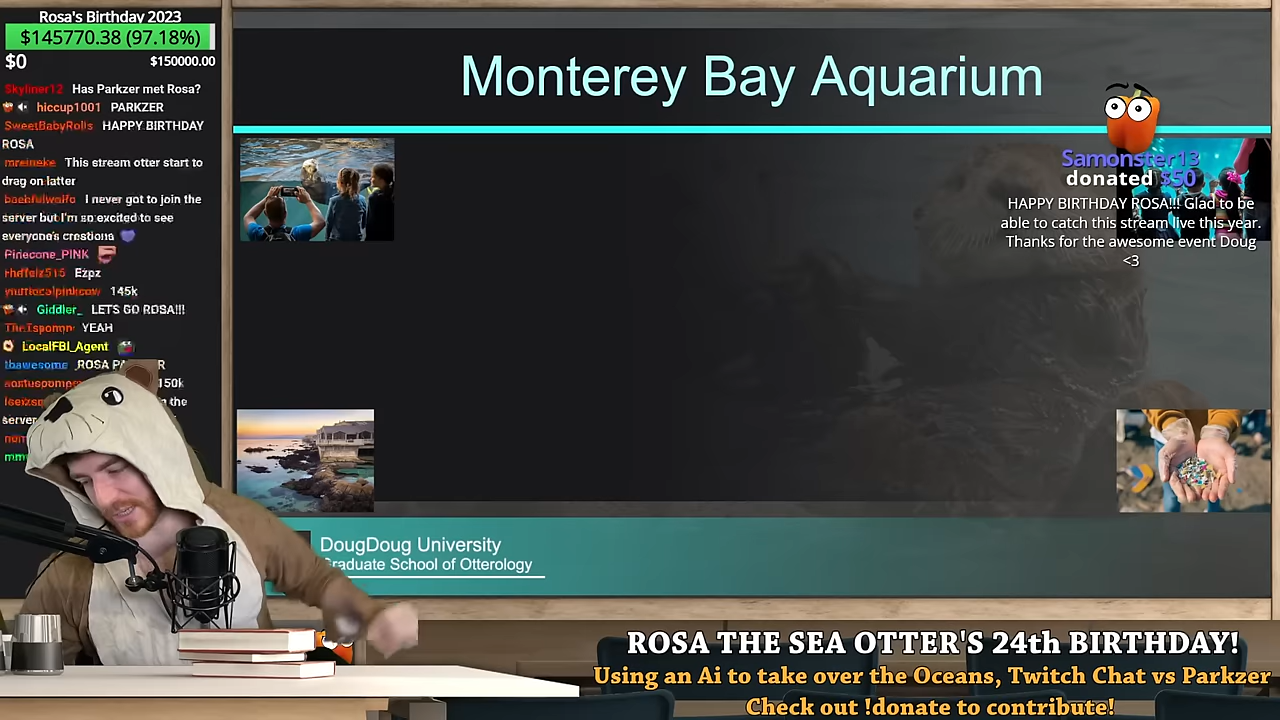 Rosa's Birthday 2023
$145770.38 (97.18%)
$0 $150000.00
Skyliner12 Has Parkzer met Rosa?
hiccup1001 PARKZER
SweetBabyRolls HAPPY BIRTHDAY
ROSA
This stream otter start to
drag on latter
I never got to join the
server but I'm so excited to see
everyone's creations
Pinecone_PINK
Ezpz
145k
Giddler_ LETS GO ROSA!!!
YEAH
LocalFBI_Agent
ROSA
150k
the
server
Monterey Bay Aquarium
Samonster13
donated $50
HAPPY BIRTHDAY ROSA!!! Glad to be
able to catch this stream live this year.
Thanks for the awesome event Doug
<3
DougDoug University
Graduate School of Otterology
ROSA THE SEA OTTER'S 24th BIRTHDAY!
Using an Ai to take over the Oceans, Twitch Chat vs Parkzer
Check out !donate to contribute!